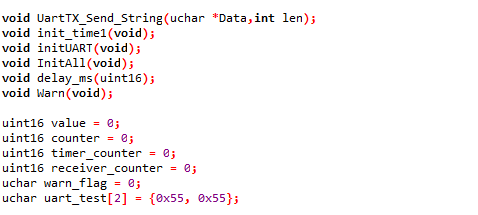 void UartTX_Send_String(uchar *Data,int len);
void init_time1(void);
void initUART(void);
void InitAll(void);
void delay_ms(uint16);
void Warn(void);
uint16 value = 0;
uint16 counter = 0;
uint16 timer_counter = 0;
uint16 receiver_counter = 0;
uchar warn_flag = 0;
uchar uart_test[2] = {0x55, 0x55};